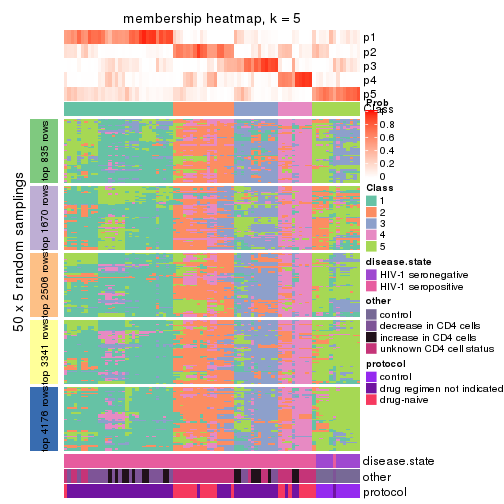 membership heatmap, k = 5
p1
p2
p3
p4
p5
Class
50 x 5 random samplings
top 835 rows
top 1670 rows
top 2506 rows
top 3341 rows
top 4176 rows
Prob
1
0.8
0.6
0.4
0.2
0
Class
1
2
3
4
5
disease.state
HIV-1 seronegative
HIV-1 seropositive
other
control
decrease in CD4 cells
increase in CD4 cells
unknown CD4 cell status
protocol
control
drug regimen not indicated
drug-naive
disease.state
other
protocol